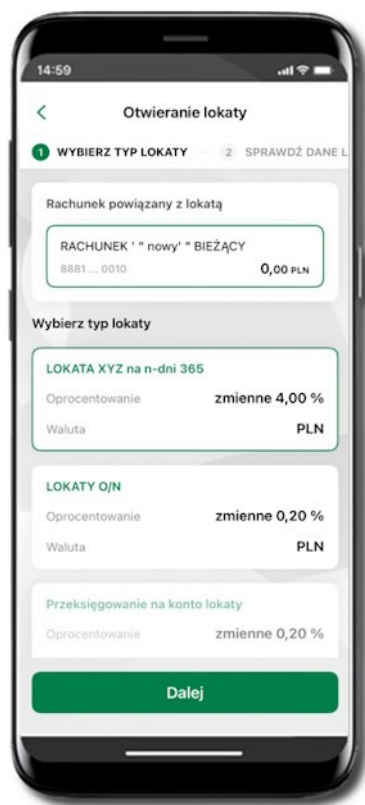 14:59
Otwieranie lokaty
1 WYBIERZ TYP LOKATY 2 SPRAWDŹ DANE L
Rachunek powiązany z lokatą
RACHUNEK ' " nowy' " BIEŻĄCY
8881 ... 0010 0,00 PLN
Wybierz typ lokaty
LOKATA XYZ na n-dni 365
Oprocentowanie zmienne 4,00 %
Waluta PLN
LOKATY O/N
Oprocentowanie zmienne 0,20 %
Waluta PLN
Przeksięgowanie na konto lokaty
Oprocentowanie zmienne 0,20 %
Dalej